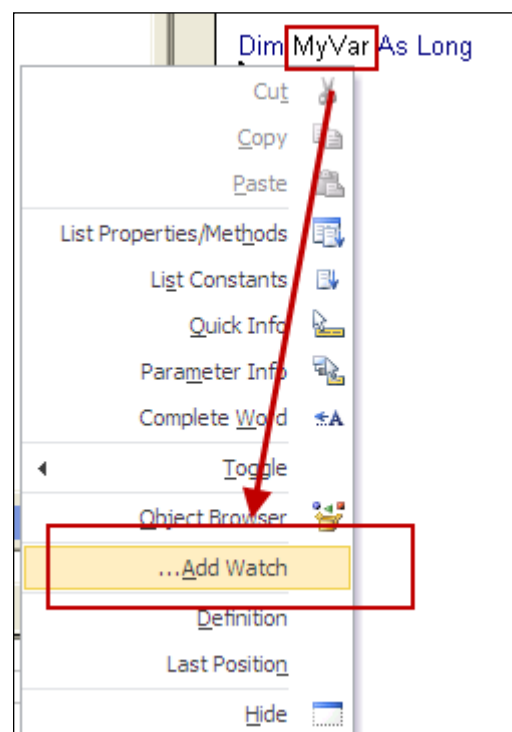 Dim MyVar As Long
Cut
Copy
Paste
List Properties/Methods
List Constants
Quick Info
Parameter Info
Complete Word
Toggle
Object Browser
...Add Watch
Definition
Last Position
Hide